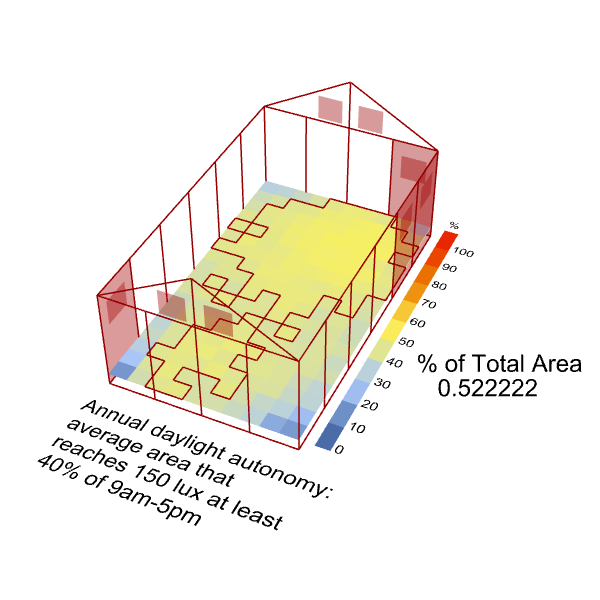 %
100
90
80
70
60
50
40
30
20
10
0
% of Total Area
0.522222
Annual daylight autonomy:
average area that
reaches 150 lux at least
40% of 9am-5pm